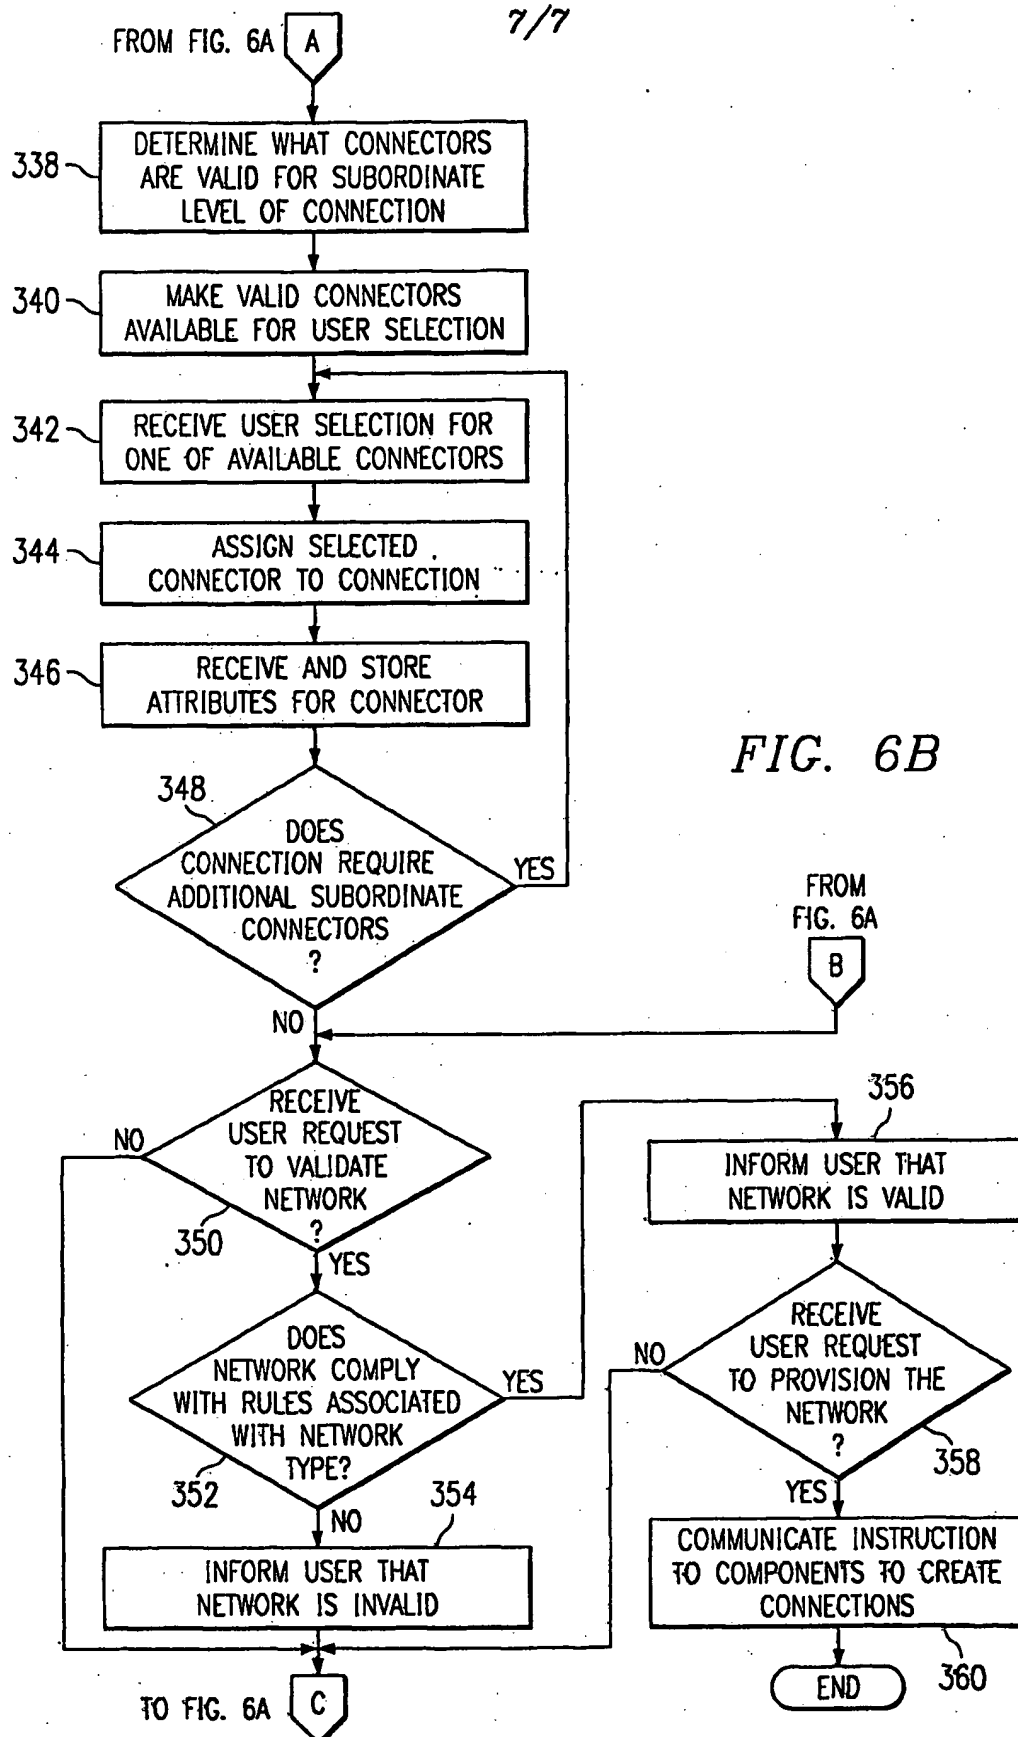 7/7
FROM FIG. 6A
A
338
DETERMINE WHAT CONNECTORS
ARE VALID FOR SUBORDINATE
LEVEL OF CONNECTION
340
MAKE VALID CONNECTORS
AVAILABLE FOR USER SELECTION
342
RECEIVE USER SELECTION FOR
ONE OF AVAILABLE CONNECTORS
344
ASSIGN SELECTED
CONNECTOR TO CONNECTION
346
RECEIVE AND STORE
ATTRIBUTES FOR CONNECTOR
FIG. 6B
348
DOES
CONNECTION REQUIRE
ADDITIONAL SUBORDINATE
CONNECTORS
?
YES
NO
FROM
FIG. 6A
B
RECEIVE
USER REQUEST
TO VALIDATE
NETWORK
?
NO
350
YES
DOES
NETWORK COMPLY
WITH RULES ASSOCIATED
WITH NETWORK
TYPE?
YES
352
NO
354
INFORM USER THAT
NETWORK IS INVALID
TO FIG. 6A
C
356
INFORM USER THAT
NETWORK IS VALID
RECEIVE
USER REQUEST
TO PROVISION THE
NETWORK
?
NO
358
YES
COMMUNICATE INSTRUCTION
TO COMPONENTS TO CREATE
CONNECTIONS
360
END